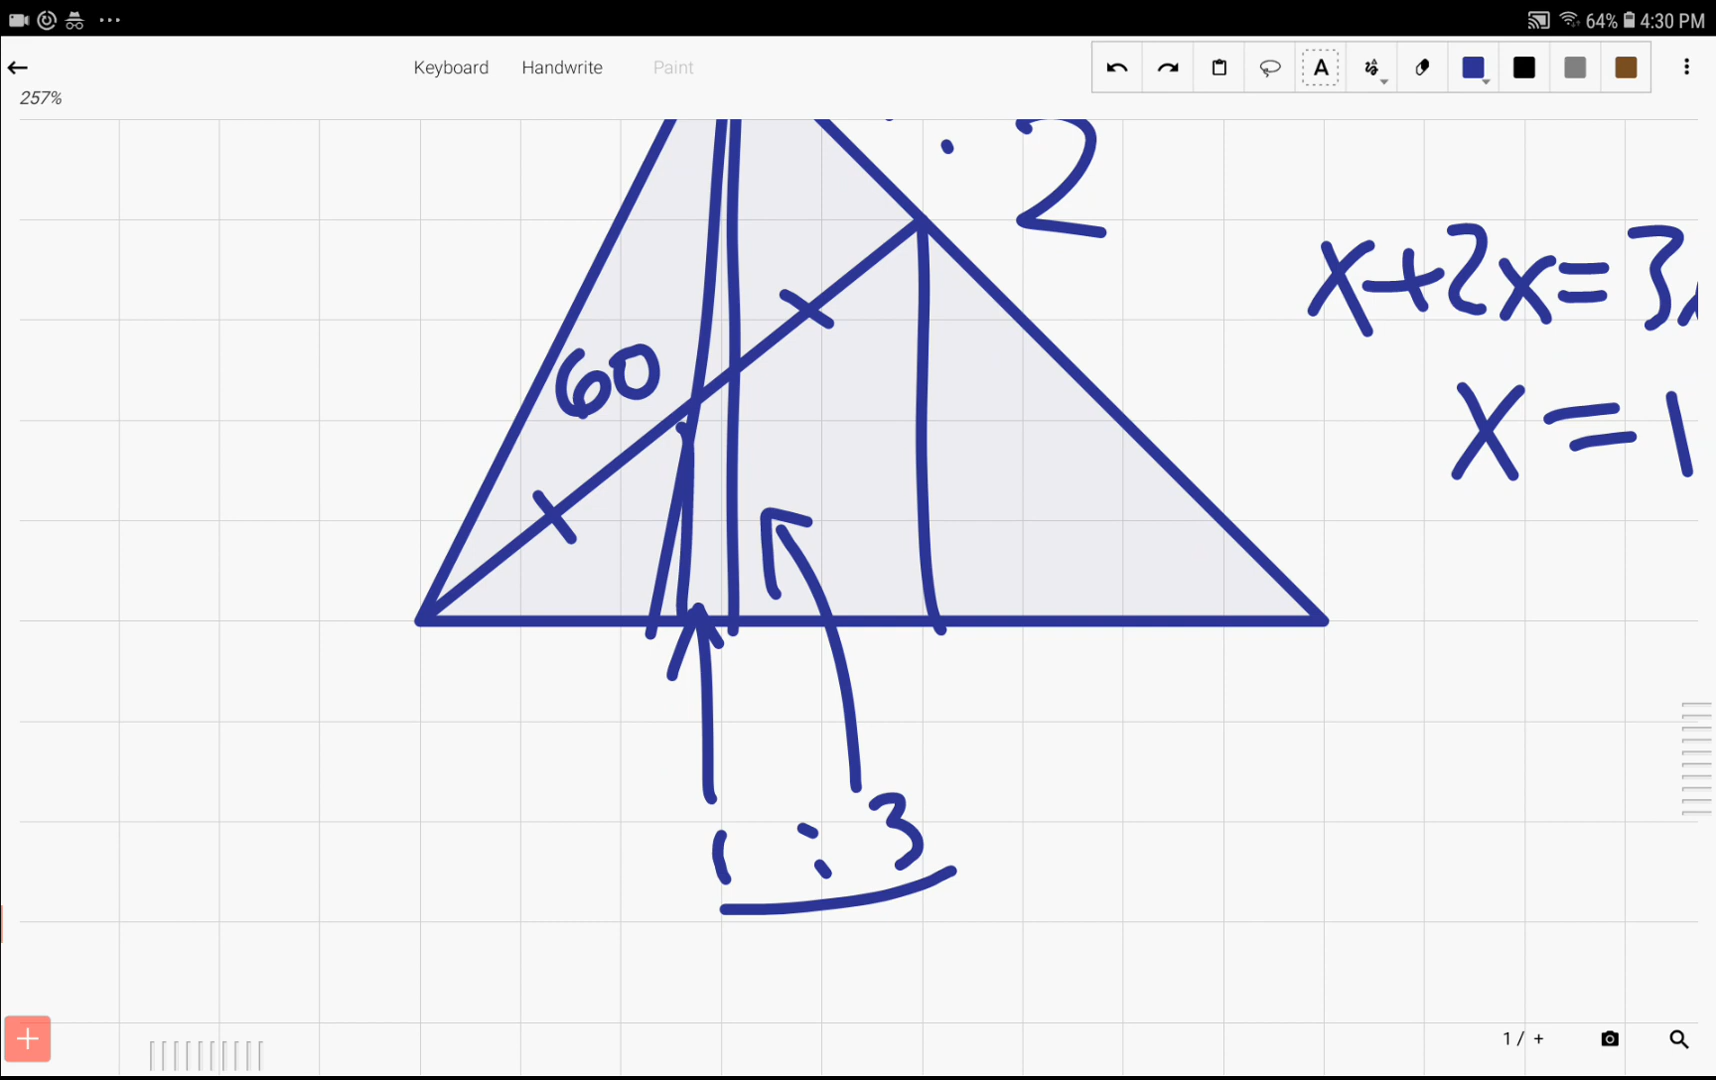 64% 4:30 PM
Keyboard Handwrite Paint
A
257%
: 2
x+2x=3
x=1
60
1 : 3
1 / +